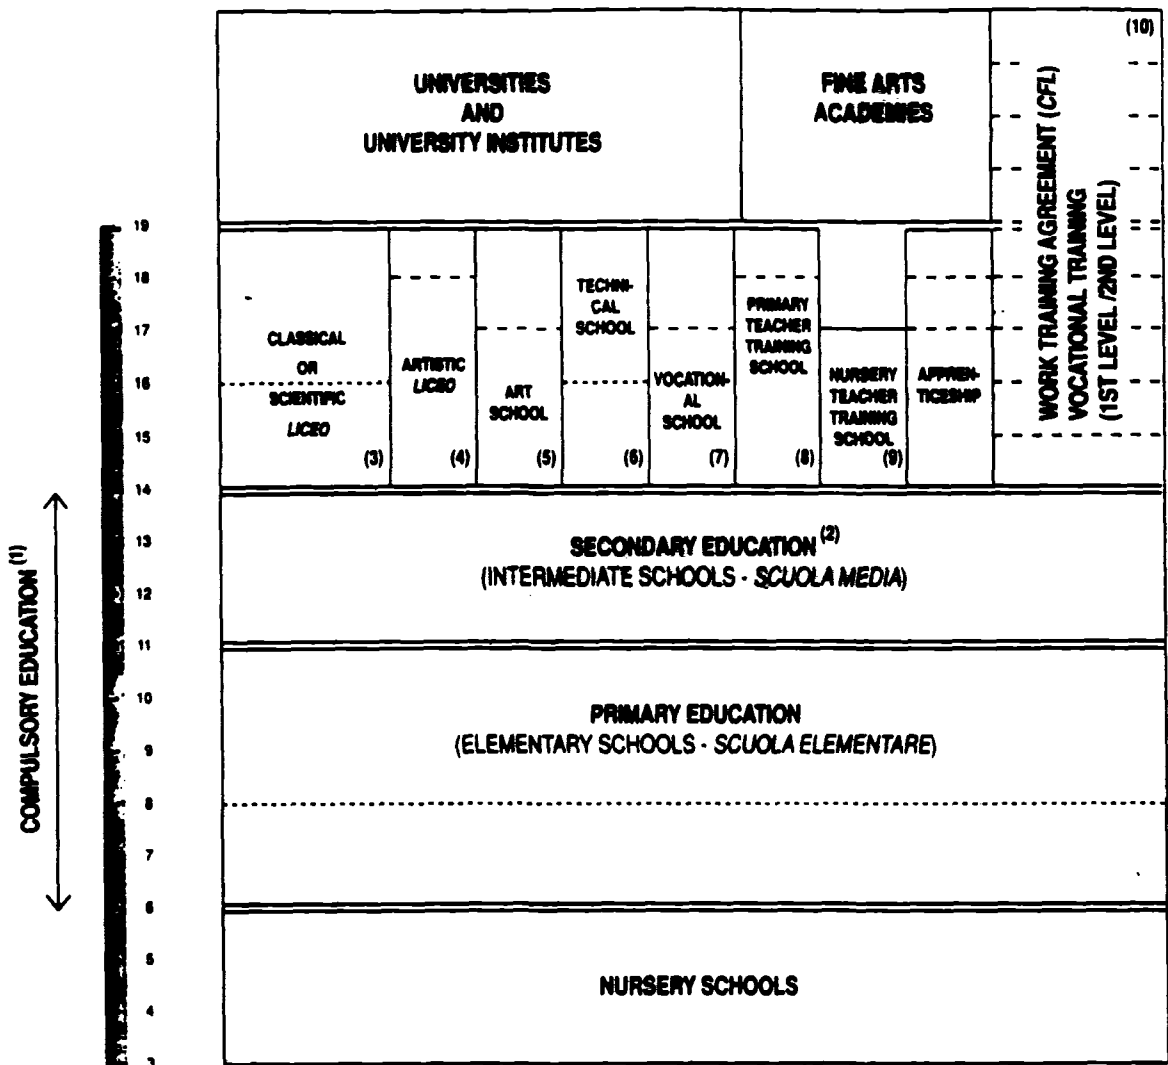 (10)
UNIVERSITIES
AND
UNIVERSITY INSTITUTES
FINE ARTS
ACADEMIES
WORK TRAINING AGREEMENT (CFL)
VOCATIONAL TRAINING
(1ST LEVEL /2ND LEVEL)
19
18
17
16
15
14
13
12
11
10
9
8
7
6
5
4
3
CLASSICAL
OR
SCIENTIFIC
LICEO
(3)
ARTISTIC
LICEO
(4)
ART
SCHOOL
(5)
TECHNI-
CAL
SCHOOL
(6)
VOCATION-
AL
SCHOOL
(7)
PRIMARY
TEACHER
TRAINING
SCHOOL
(8)
NURSERY
TEACHER
TRAINING
SCHOOL
(9)
APPREN-
TICESHIP
COMPULSORY EDUCATION (1)
SECONDARY EDUCATION (2)
(INTERMEDIATE SCHOOLS - SCUOLA MEDIA)
PRIMARY EDUCATION
(ELEMENTARY SCHOOLS - SCUOLA ELEMENTARE)
NURSERY SCHOOLS